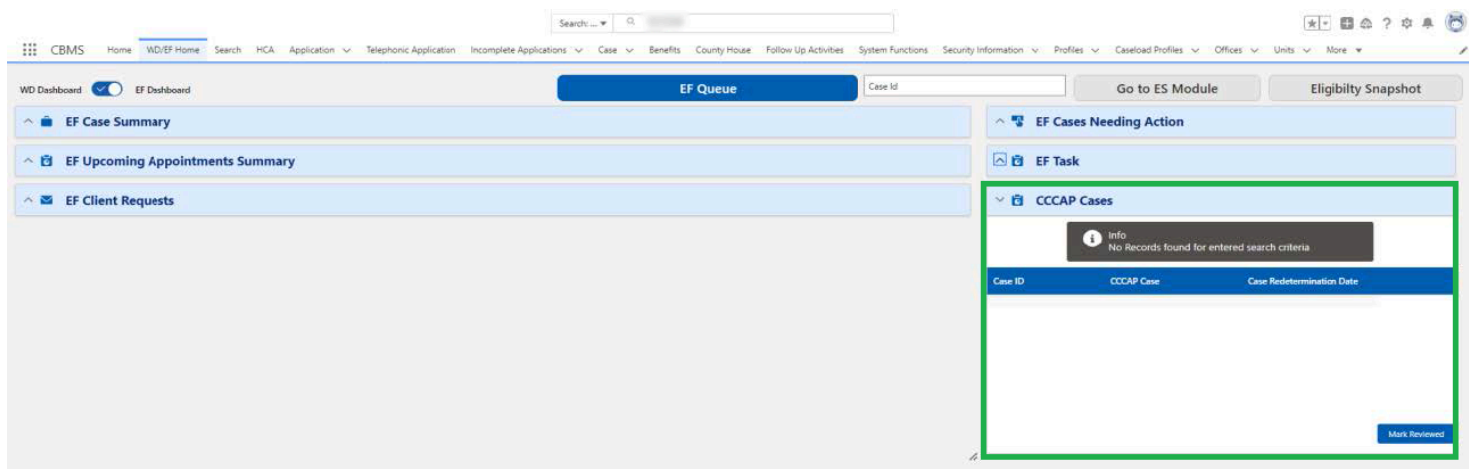 Search: ...
CBMS Home WD/EF Home Search HCA Application Telephonic Application Incomplete Applications Case Benefits County House Follow Up Activities System Functions Security Information Profiles Caseload Profiles Offices Units More
WD Dashboard EF Dashboard EF Queue Case Id Go to ES Module Eligibilty Snapshot
EF Case Summary
EF Upcoming Appointments Summary
EF Client Requests
EF Cases Needing Action
EF Task
CCCAP Cases
Info
No Records found for entered search criteria
Case ID CCCAP Case Case Redetermination Date
Mark Reviewed